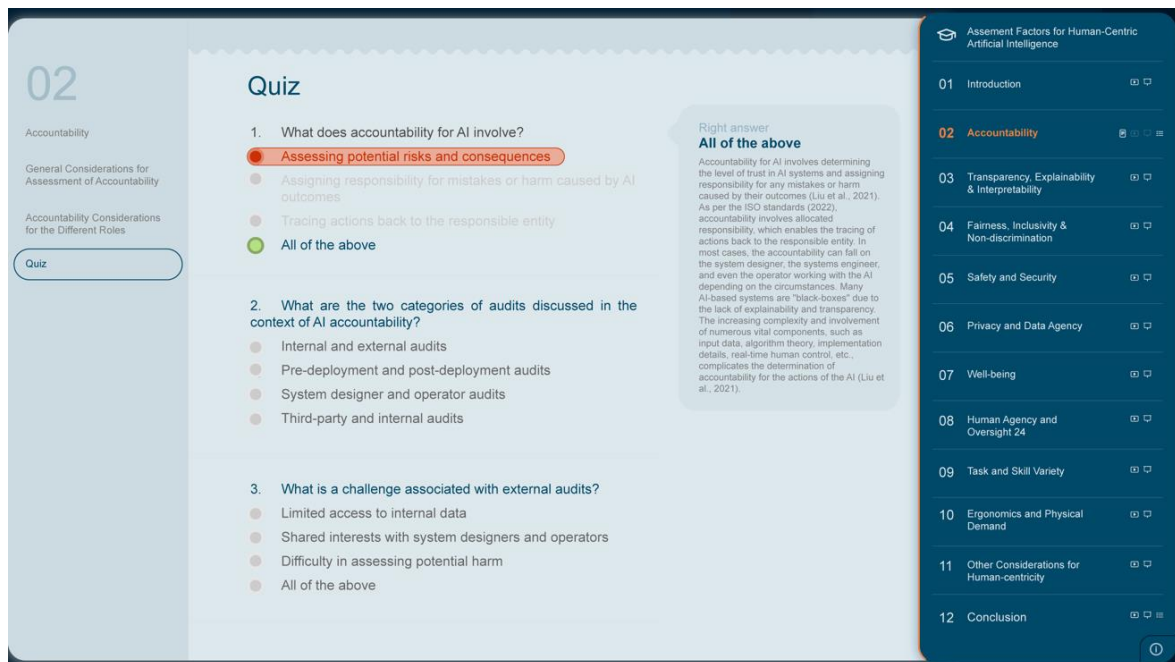 02
Accountability
General Considerations for
Assessment of Accountability
Accountability Considerations
for the Different Roles
Quiz
Quiz
1. What does accountability for AI involve?
Assessing potential risks and consequences
Assigning responsibility for mistakes or harm caused by AI
outcomes
Tracing actions back to the responsible entity
All of the above
2. What are the two categories of audits discussed in the
context of AI accountability?
Internal and external audits
Pre-deployment and post-deployment audits
System designer and operator audits
Third-party and internal audits
3. What is a challenge associated with external audits?
Limited access to internal data
Shared interests with system designers and operators
Difficulty in assessing potential harm
All of the above
Right answer
All of the above
Accountability for AI involves determining
the level of trust in AI systems and assigning
responsibility for any mistakes or harm
caused by their outcomes (Liu et al., 2021).
As per the ISO standards (2022),
accountability involves allocated
responsibility, which enables the tracing of
actions back to the responsible entity. In
most cases, the accountability can fall on
the system designer, the systems engineer,
and even the operator working with the AI
depending on the circumstances. Many
AI-based systems are "black-boxes" due to
the lack of explainability and transparency.
The increasing complexity and involvement
of numerous vital components, such as
input data, algorithm theory, implementation
details, real-time human control, etc.,
complicates the determination of
accountability for the actions of the AI (Liu et
al., 2021).
Assement Factors for Human-Centric
Artificial Intelligence
01 Introduction
02 Accountability
03 Transparency, Explainability
& Interpretability
04 Fairness, Inclusivity &
Non-discrimination
05 Safety and Security
06 Privacy and Data Agency
07 Well-being
08 Human Agency and
Oversight 24
09 Task and Skill Variety
10 Ergonomics and Physical
Demand
11 Other Considerations for
Human-centricity
12 Conclusion